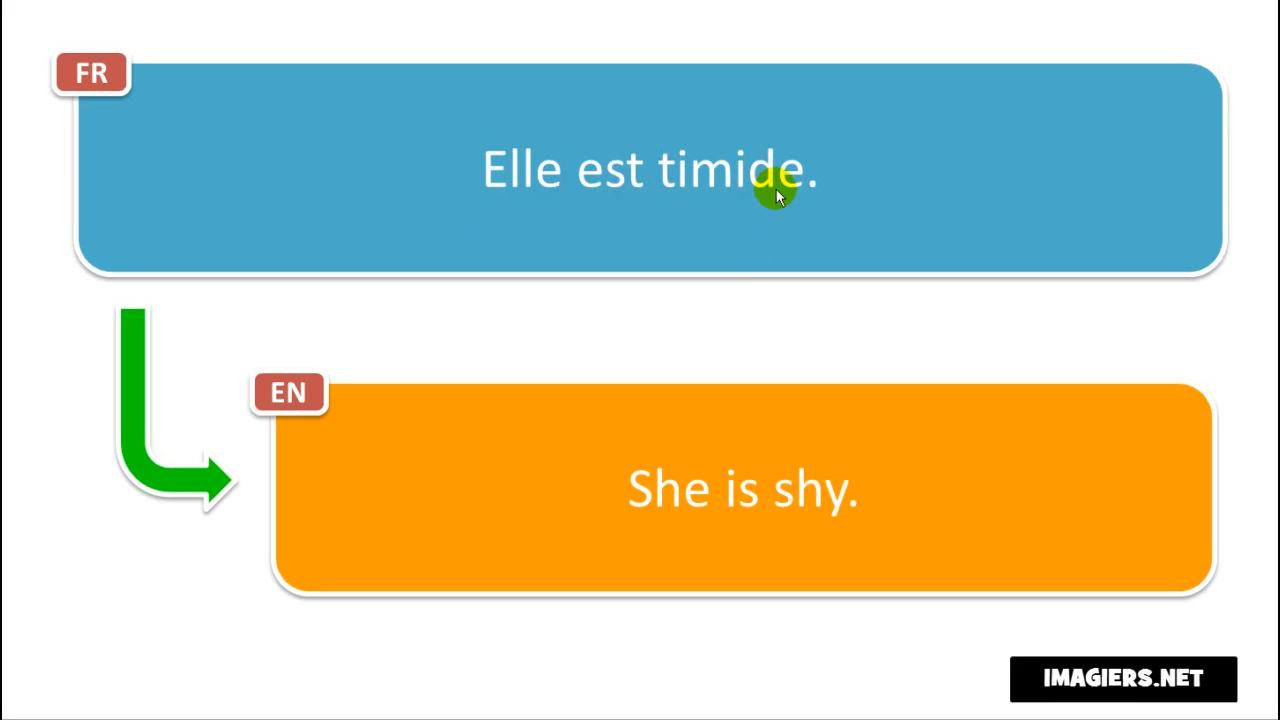 FR
Elle est timide.
EN
She is shy.
IMAGIERS.NET